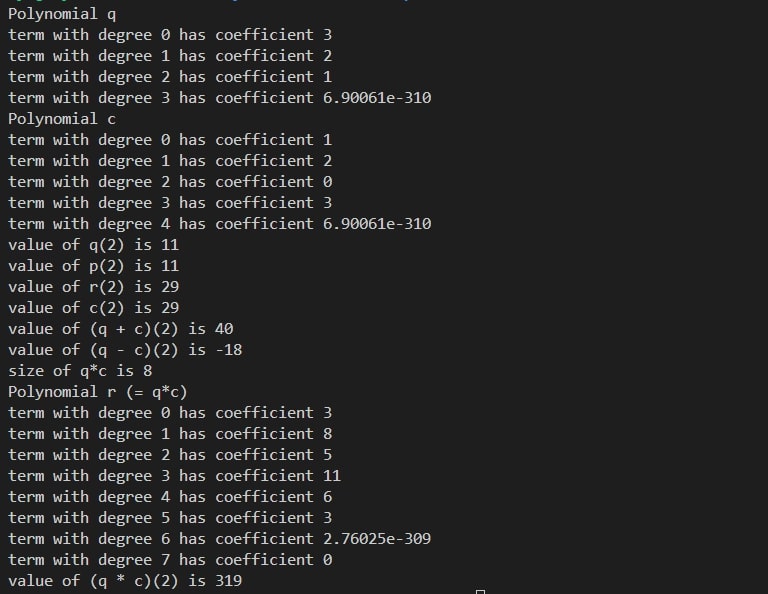 Polynomial q
term with degree 0 has coefficient 3
term with degree 1 has coefficient 2
term with degree 2 has coefficient 1
term with degree 3 has coefficient 6.90061e-310
Polynomial c
term with degree 0 has coefficient 1
term with degree 1 has coefficient 2
term with degree 2 has coefficient 0
term with degree 3 has coefficient 3
term with degree 4 has coefficient 6.90061e-310
value of q(2) is 11
value of p(2) is 11
value of r(2) is 29
value of c(2) is 29
value of (q + c)(2) is 40
value of (q - c)(2) is -18
size of q*c is 8
Polynomial r (= q*c)
term with degree 0 has coefficient 3
term with degree 1 has coefficient 8
term with degree 2 has coefficient 5
term with degree 3 has coefficient 11
term with degree 4 has coefficient 6
term with degree 5 has coefficient 3
term with degree 6 has coefficient 2.76025e-309
term with degree 7 has coefficient 0
value of (q * c)(2) is 319